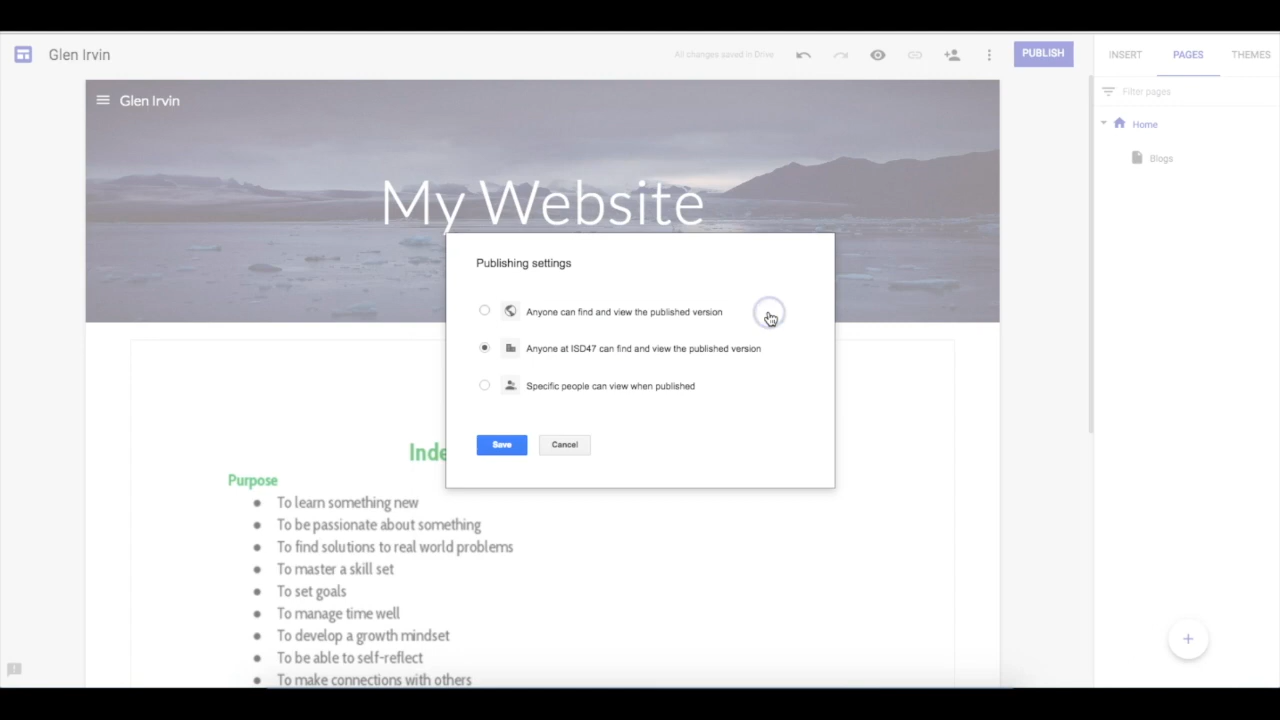 Glen Irvin
All changes saved in Drive
PUBLISH
INSERT
PAGES
THEMES
Filter pages
Home
Blogs
Glen Irvin
My Website
Publishing settings
Anyone can find and view the published version
Anyone at ISD47 can find and view the published version
Specific people can view when published
Save
Cancel
Inde
Purpose
To learn something new
To be passionate about something
To find solutions to real world problems
To master a skill set
To set goals
To manage time well
To develop a growth mindset
To be able to self-reflect
To make connections with others